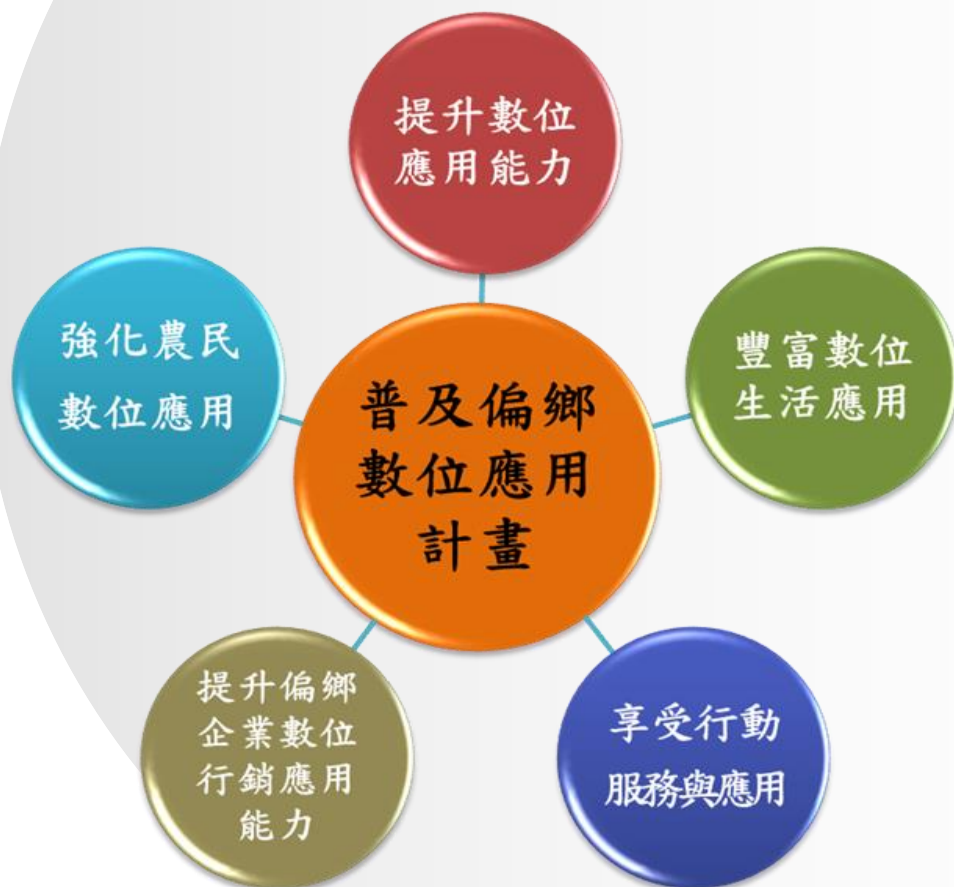 提升數位
應用能力
強化農民
數位應用
豐富數位
生活應用
普及偏鄉
數位應用
計畫
提升偏鄉
企業數位
行銷應用
能力
享受行動
服務與應用